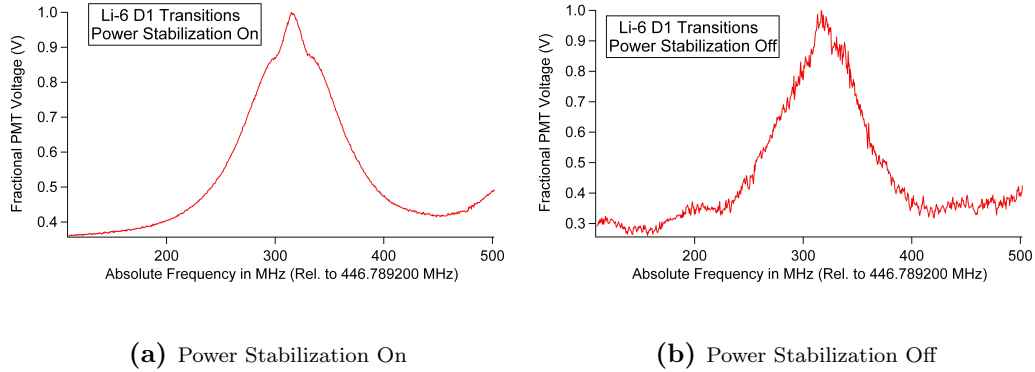 Li-6 D1 Transitions
Power Stabilization On
Fractional PMT Voltage (V)
1.0
0.9
0.8
0.7
0.6
0.5
0.4
200
300
400
500
Absolute Frequency in MHz (Rel. to 446.789200 MHz)
(a) Power Stabilization On
Li-6 D1 Transitions
Power Stabilization Off
Fractional PMT Voltage (V)
1.0
0.9
0.8
0.7
0.6
0.5
0.4
0.3
200
300
400
500
Absolute Frequency in MHz (Rel. to 446.789200 MHz)
(b) Power Stabilization Off